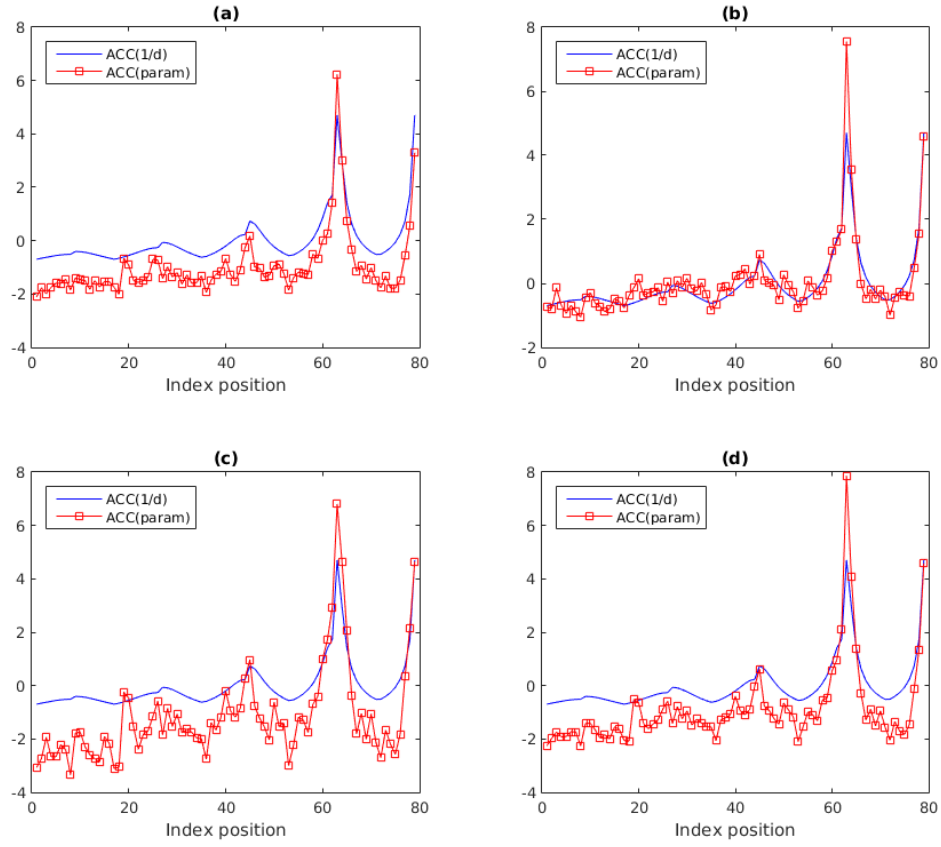 (a)
8
6
4
2
0
-2
-4
ACC(1/d)
ACC(param)
0 20 40 60 80
Index position
(b)
8
6
4
2
0
-2
ACC(1/d)
ACC(param)
0 20 40 60 80
Index position
(c)
8
6
4
2
0
-2
-4
ACC(1/d)
ACC(param)
0 20 40 60 80
Index position
(d)
8
6
4
2
0
-2
-4
ACC(1/d)
ACC(param)
0 20 40 60 80
Index position